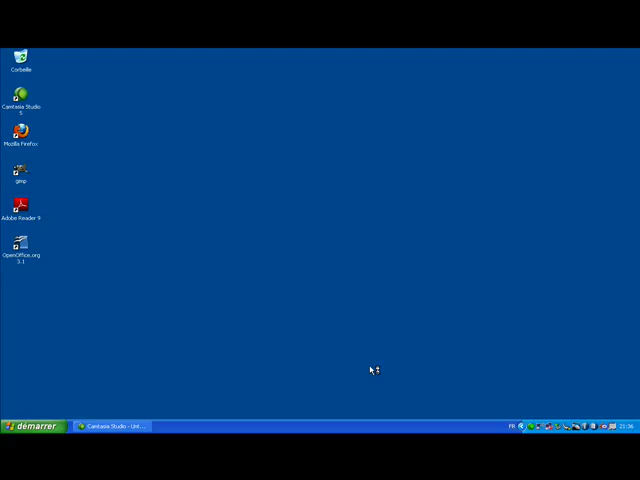 Corbeille
Camtasia Studio
5
Mozilla Firefox
gimp
Adobe Reader 9
OpenOffice.org
3.1
démarrer
Camtasia Studio - Unt...
FR
21:36